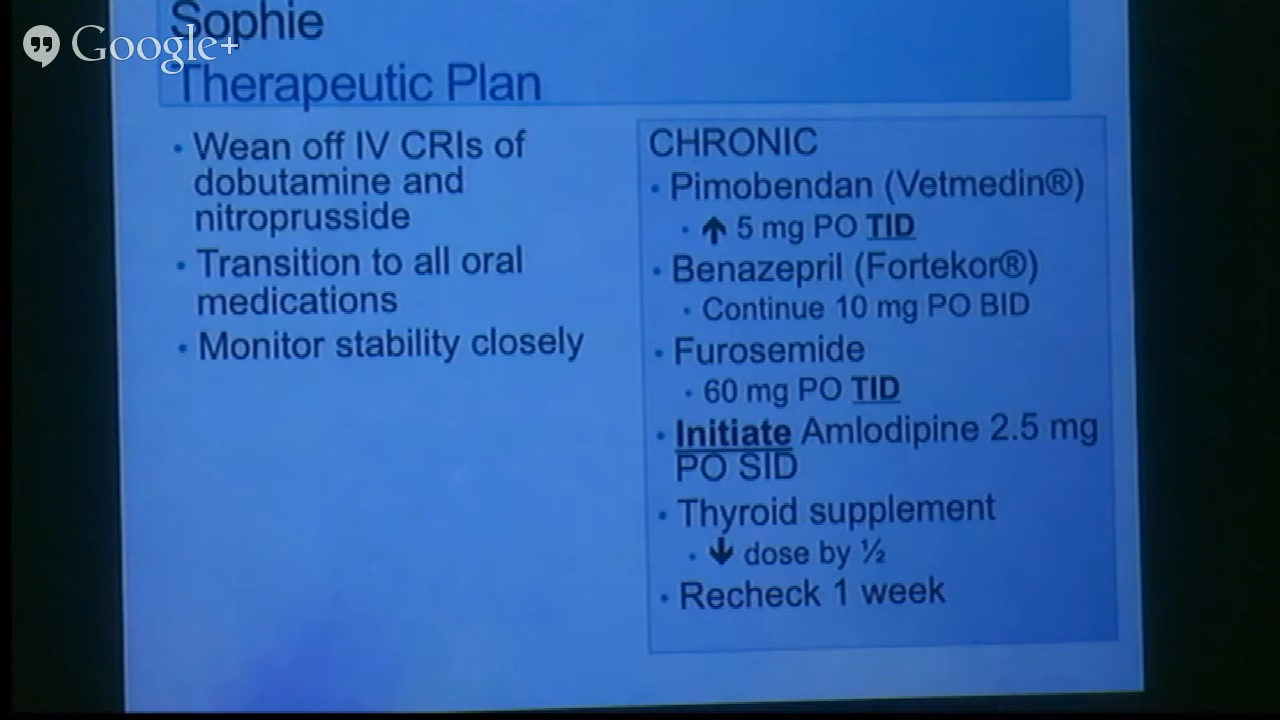 Google+
Sophie
Therapeutic Plan
• Wean off IV CRIs of
dobutamine and
nitroprusside
• Transition to all oral
medications
• Monitor stability closely
CHRONIC
• Pimobendan (Vetmedin®)
• ↑ 5 mg PO TID
• Benazepril (Fortekor®)
• Continue 10 mg PO BID
• Furosemide
• 60 mg PO TID
• Initiate Amlodipine 2.5 mg
PO SID
• Thyroid supplement
• ↓ dose by ½
• Recheck 1 week